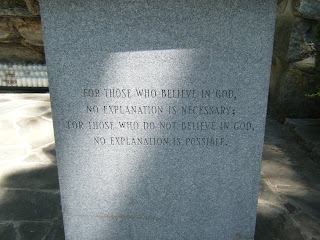 FOR THOSE WHO BELIEVE IN GOD,
NO EXPLANATION IS NECESSARY;
FOR THOSE WHO DO NOT BELIEVE IN GOD,
NO EXPLANATION IS POSSIBLE.